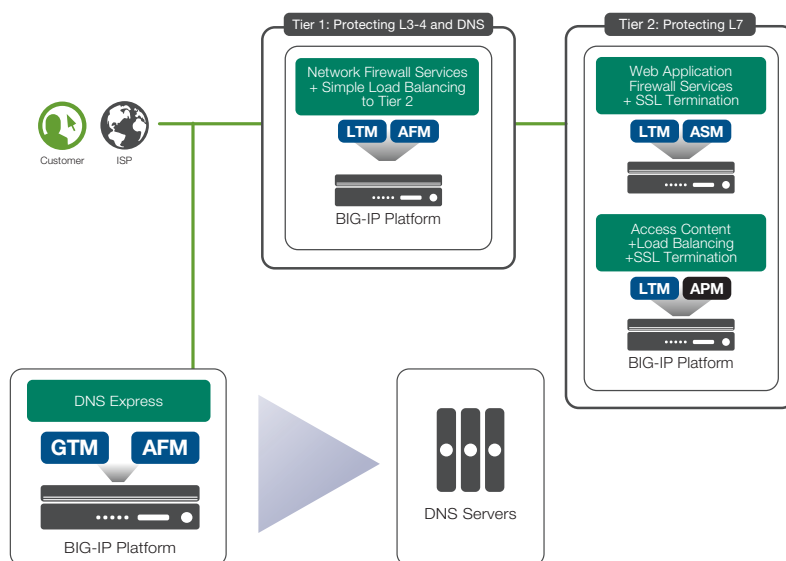 Tier 1: Protecting L3-4 and DNS
Network Firewall Services
+ Simple Load Balancing
to Tier 2
LTM
AFM
BIG-IP Platform
Tier 2: Protecting L7
Web Application
Firewall Services
+ SSL Termination
LTM
ASM
Access Content
+Load Balancing
+SSL Termination
LTM
APM
BIG-IP Platform
Customer
ISP
DNS Express
GTM
AFM
BIG-IP Platform
DNS Servers